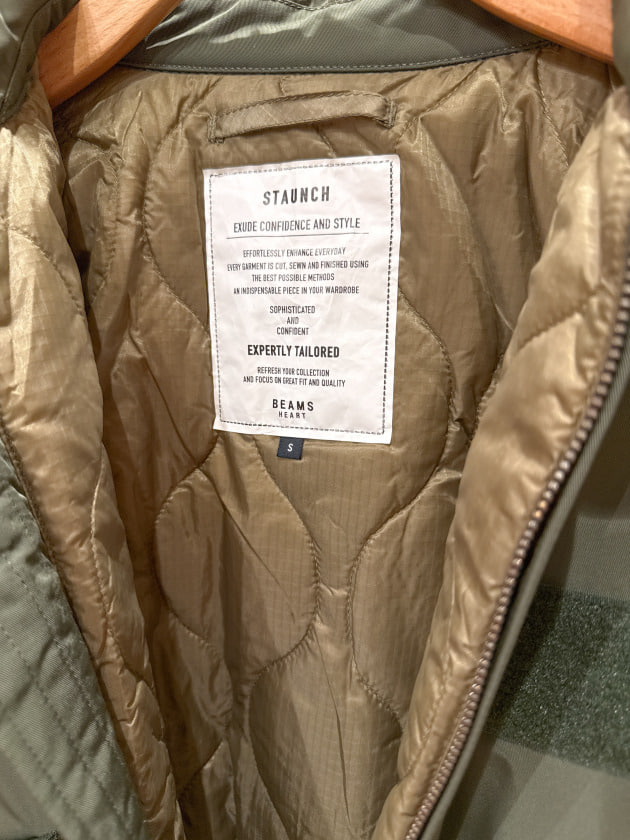 STAUNCH
EXUDE CONFIDENCE AND STYLE
EFFORTLESSLY ENHANCE EVERYDAY
EVERY GARMENT IS CUT, SEWN AND FINISHED USING
THE BEST POSSIBLE METHODS
AN INDISPENSABLE PIECE IN YOUR WARDROBE
SOPHISTICATED
AND
CONFIDENT
EXPERTLY TAILORED
REFRESH YOUR COLLECTION
AND FOCUS ON GREAT FIT AND QUALITY
BEAMS
HEART
S